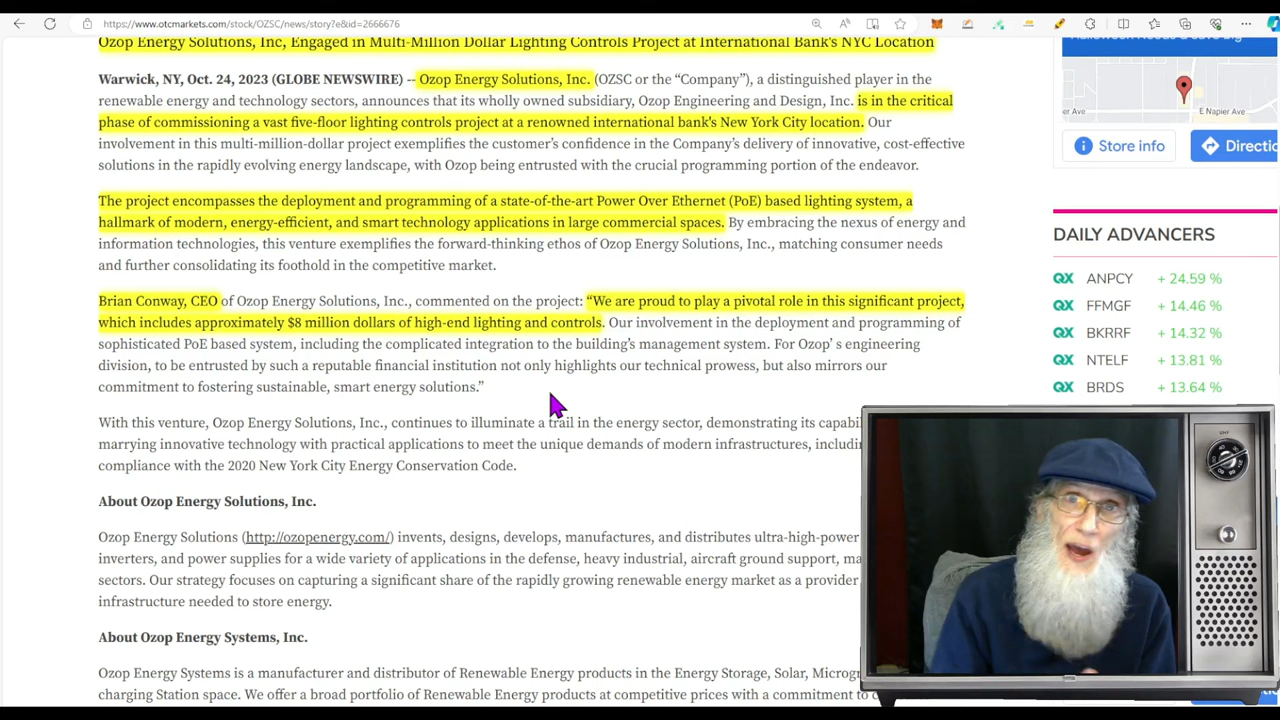 https://www.otcmarkets.com/stock/OZSC/news/story?e&id=2666676
Ozop Energy Solutions, Inc, Engaged in Multi-Million Dollar Lighting Controls Project at International Bank's NYC Location
Warwick, NY, Oct. 24, 2023 (GLOBE NEWSWIRE) -- Ozop Energy Solutions, Inc. (OZSC or the “Company”), a distinguished player in the
renewable energy and technology sectors, announces that its wholly owned subsidiary, Ozop Engineering and Design, Inc. is in the critical
phase of commissioning a vast five-floor lighting controls project at a renowned international bank's New York City location. Our
involvement in this multi-million-dollar project exemplifies the customer’s confidence in the Company’s delivery of innovative, cost-effective
solutions in the rapidly evolving energy landscape, with Ozop being entrusted with the crucial programming portion of the endeavor.
The project encompasses the deployment and programming of a state-of-the-art Power Over Ethernet (PoE) based lighting system, a
hallmark of modern, energy-efficient, and smart technology applications in large commercial spaces. By embracing the nexus of energy and
information technologies, this venture exemplifies the forward-thinking ethos of Ozop Energy Solutions, Inc., matching consumer needs
and further consolidating its foothold in the competitive market.
Brian Conway, CEO of Ozop Energy Solutions, Inc., commented on the project: “We are proud to play a pivotal role in this significant project,
which includes approximately $8 million dollars of high-end lighting and controls. Our involvement in the deployment and programming of
sophisticated PoE based system, including the complicated integration to the building’s management system. For Ozop’ s engineering
division, to be entrusted by such a reputable financial institution not only highlights our technical prowess, but also mirrors our
commitment to fostering sustainable, smart energy solutions.”
With this venture, Ozop Energy Solutions, Inc., continues to illuminate a trail in the energy sector, demonstrating its capabi
marrying innovative technology with practical applications to meet the unique demands of modern infrastructures, includin
compliance with the 2020 New York City Energy Conservation Code.
About Ozop Energy Solutions, Inc.
Ozop Energy Solutions (http://ozopenergy.com/) invents, designs, develops, manufactures, and distributes ultra-high-power
inverters, and power supplies for a wide variety of applications in the defense, heavy industrial, aircraft ground support, ma
sectors. Our strategy focuses on capturing a significant share of the rapidly growing renewable energy market as a provider
infrastructure needed to store energy.
About Ozop Energy Systems, Inc.
Ozop Energy Systems is a manufacturer and distributor of Renewable Energy products in the Energy Storage, Solar, Microgr
charging Station space. We offer a broad portfolio of Renewable Energy products at competitive prices with a commitment to c
ier Ave
E Napier Ave
Store info
Directio
DAILY ADVANCERS
QX ANPCY + 24.59 %
QX FFMGF + 14.46 %
QX BKRRF + 14.32 %
QX NTELF + 13.81 %
QX BRDS + 13.64 %